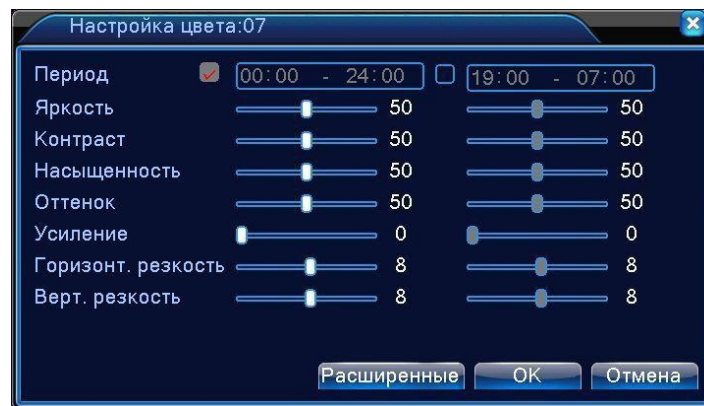 Настройка цвета:07
Период 00:00 - 24:00 19:00 - 07:00
Яркость 50 50
Контраст 50 50
Насыщенность 50 50
Оттенок 50 50
Усиление 0 0
Горизонт. резкость 8 8
Верт. резкость 8 8
Расширенные OK Отмена